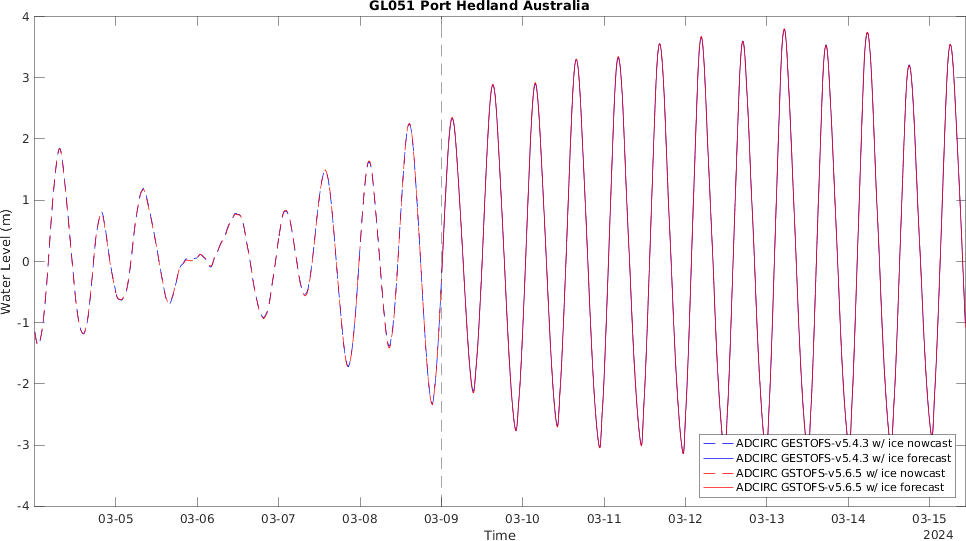 GL051 Port Hedland Australia
4
3
2
1
0
-1
-2
-3
-4
Water Level (m)
ADCIRC GESTOFS-v5.4.3 w/ ice nowcast
ADCIRC GESTOFS-v5.4.3 w/ ice forecast
ADCIRC GSTOFS-v5.6.5 w/ ice nowcast
ADCIRC GSTOFS-v5.6.5 w/ ice forecast
03-05 03-06 03-07 03-08 03-09 03-10 03-11 03-12 03-13 03-14 03-15
Time
2024